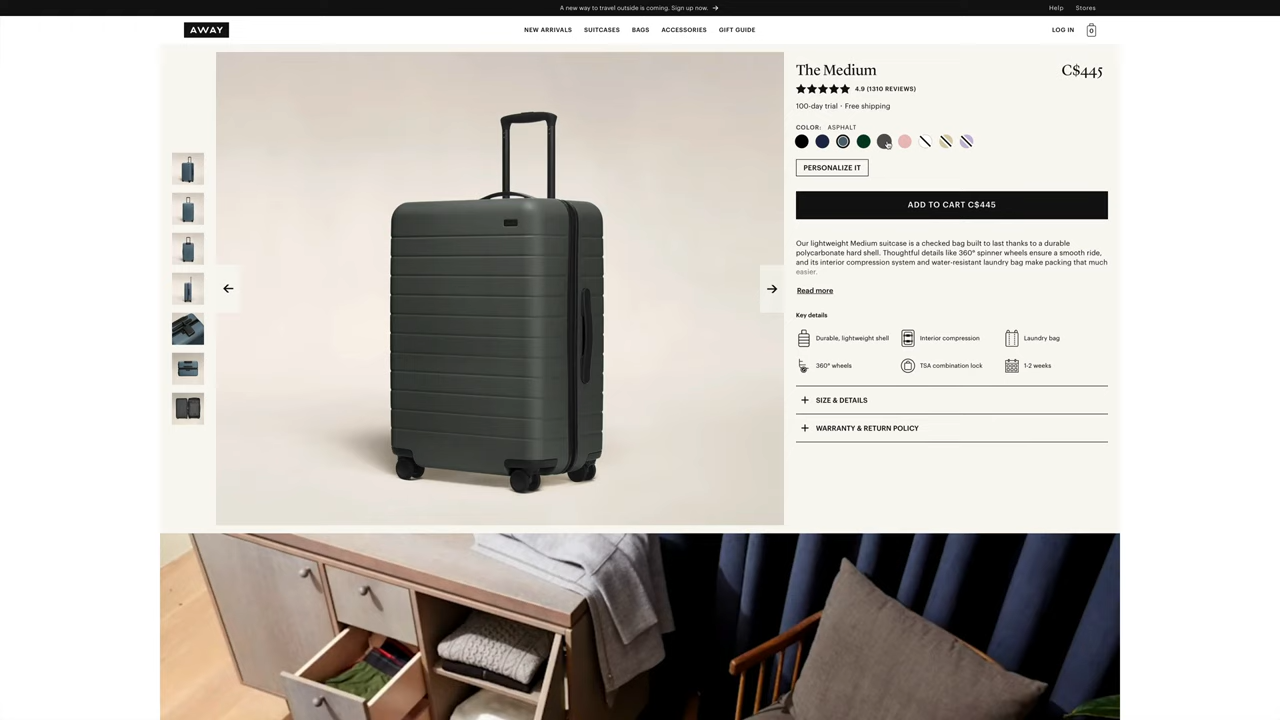 A new way to travel outside is coming. Sign up now. →
Help Stores
AWAY
NEW ARRIVALS SUITCASES BAGS ACCESSORIES GIFT GUIDE
LOG IN 0
The Medium C$445
4.9 (1310 REVIEWS)
100-day trial · Free shipping
COLOR: ASPHALT
PERSONALIZE IT
ADD TO CART C$445
Our lightweight Medium suitcase is a checked bag built to last thanks to a durable
polycarbonate hard shell. Thoughtful details like 360° spinner wheels ensure a smooth ride,
and its interior compression system and water-resistant laundry bag make packing that much
easier.
Read more
Key details
Durable, lightweight shell Interior compression Laundry bag
360° wheels TSA combination lock 1-2 weeks
+ SIZE & DETAILS
+ WARRANTY & RETURN POLICY